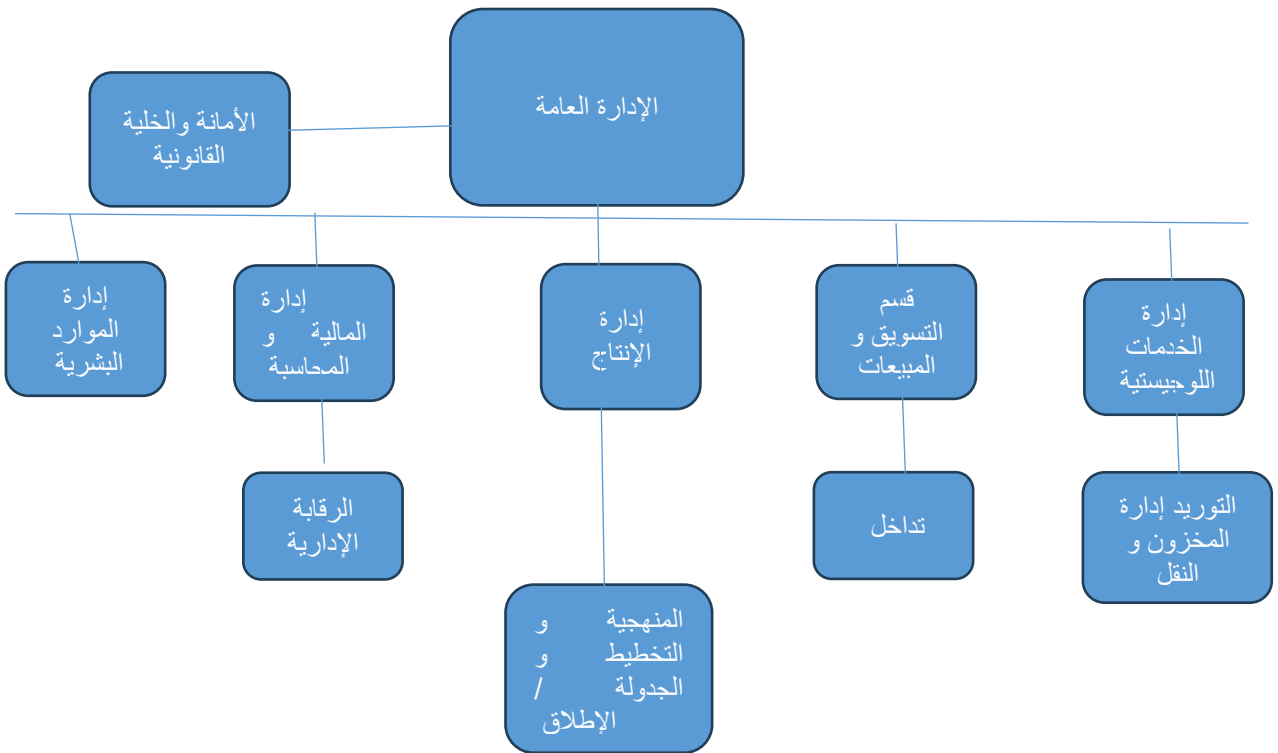 الإدارة العامة
الأمانة والخلية
القانونية
إدارة
الخدمات
اللوجيستية
قسم
التسويق و
المبيعات
إدارة
الإنتاج
إدارة
المالية و
المحاسبة
إدارة
الموارد
البشرية
التوريد إدارة
المخزون و
النقل
تداخل
الرقابة
الإدارية
المنهجية و
التخطيط و
الجدولة /
الإطلاق